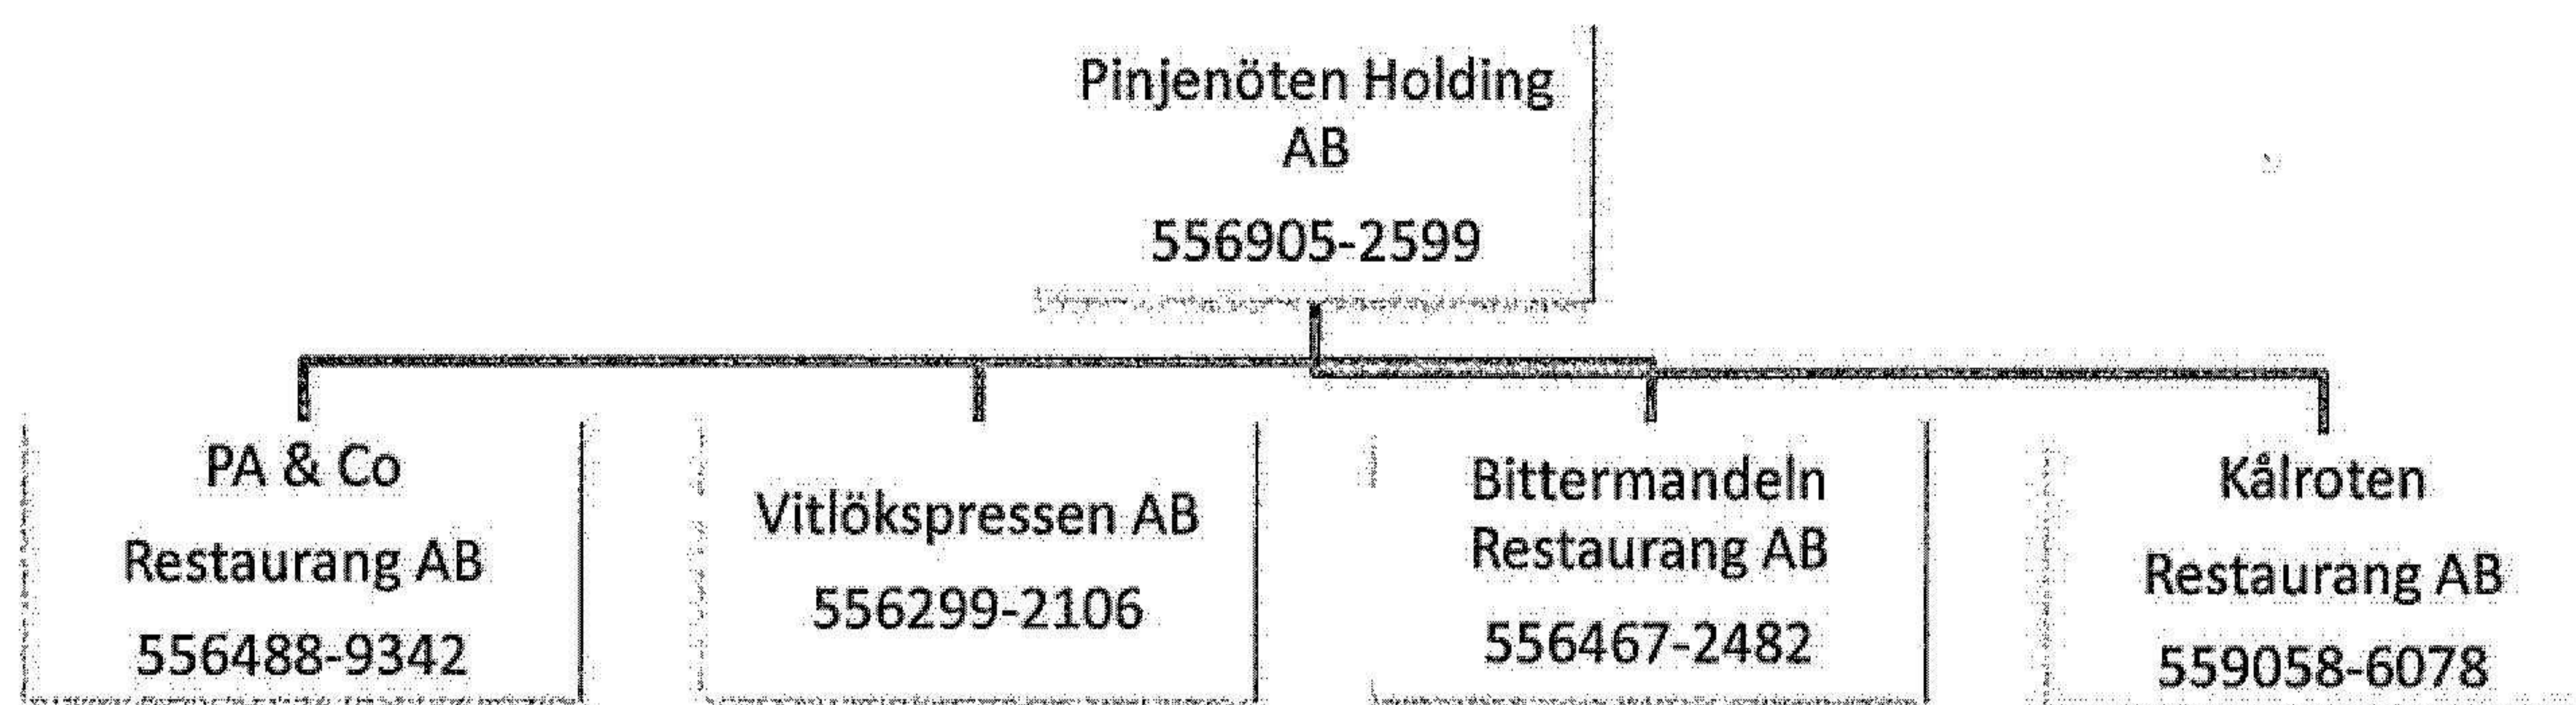 Pinjenöten Holding
AB
556905-2599
PA & Co
Restaurang AB
556488-9342
Vitlökspressen AB
556299-2106
Bittermandeln
Restaurang AB
556467-2482
Kålroten
Restaurang AB
559058-6078